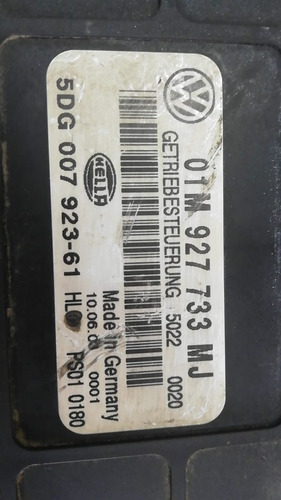 01M 927 733 MJ
GETRIEBESTEUERUNG 5022 0020
HELLA
Made in Germany
10.06.0 0001
5DG 007 923-61 HL PS01 0180